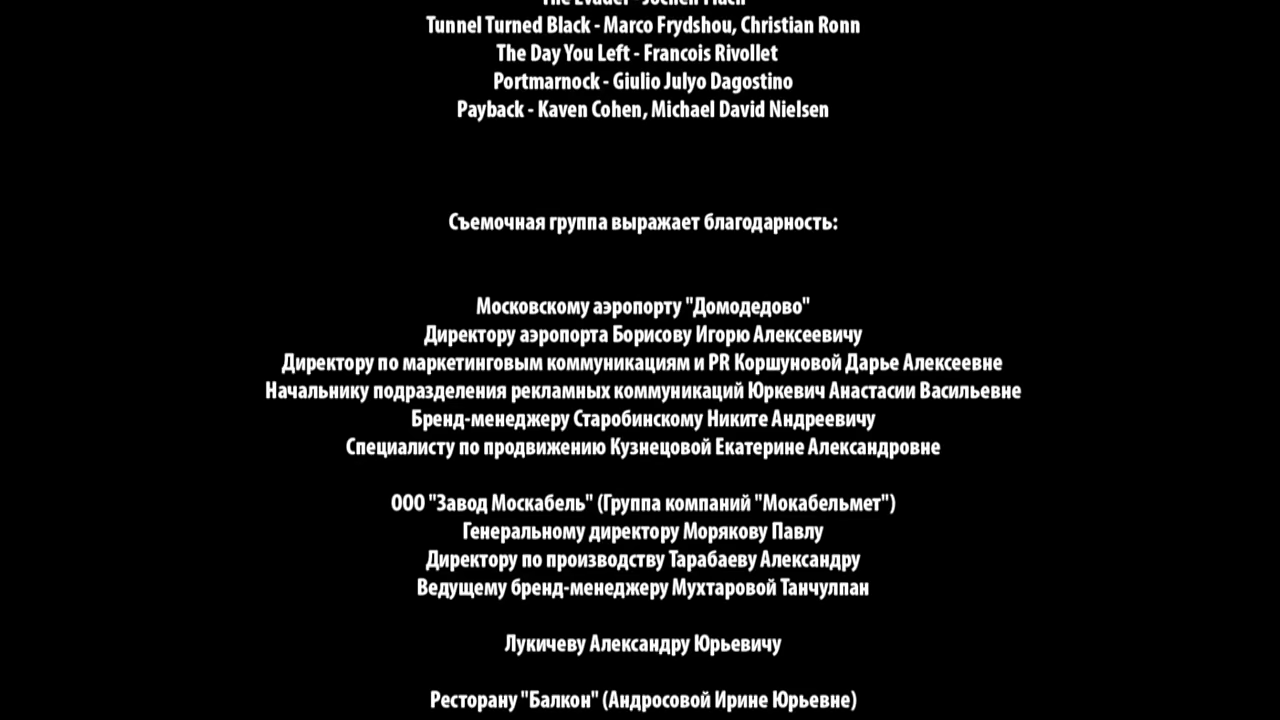 Tunnel Turned Black - Marco Frydshou, Christian Ronn
The Day You Left - Francois Rivollet
Portmarnock - Giulio Julyo Dagostino
Payback - Kaven Cohen, Michael David Nielsen
Съемочная группа выражает благодарность:
Московскому аэропорту "Домодедово"
Директору аэропорта Борисову Игорю Алексеевичу
Директору по маркетинговым коммуникациям и PR Коршуновой Дарье Алексеевне
Начальнику подразделения рекламных коммуникаций Юркевич Анастасии Васильевне
Бренд-менеджеру Старобинскому Никите Андреевичу
Специалисту по продвижению Кузнецовой Екатерине Александровне
ООО "Завод Москабель" (Группа компаний "Мокабельмет")
Генеральному директору Морякову Павлу
Директору по производству Тарабаеву Александру
Ведущему бренд-менеджеру Мухтаровой Танчулпан
Лукичеву Александру Юрьевичу
Ресторану "Балкон" (Андросовой Ирине Юрьевне)